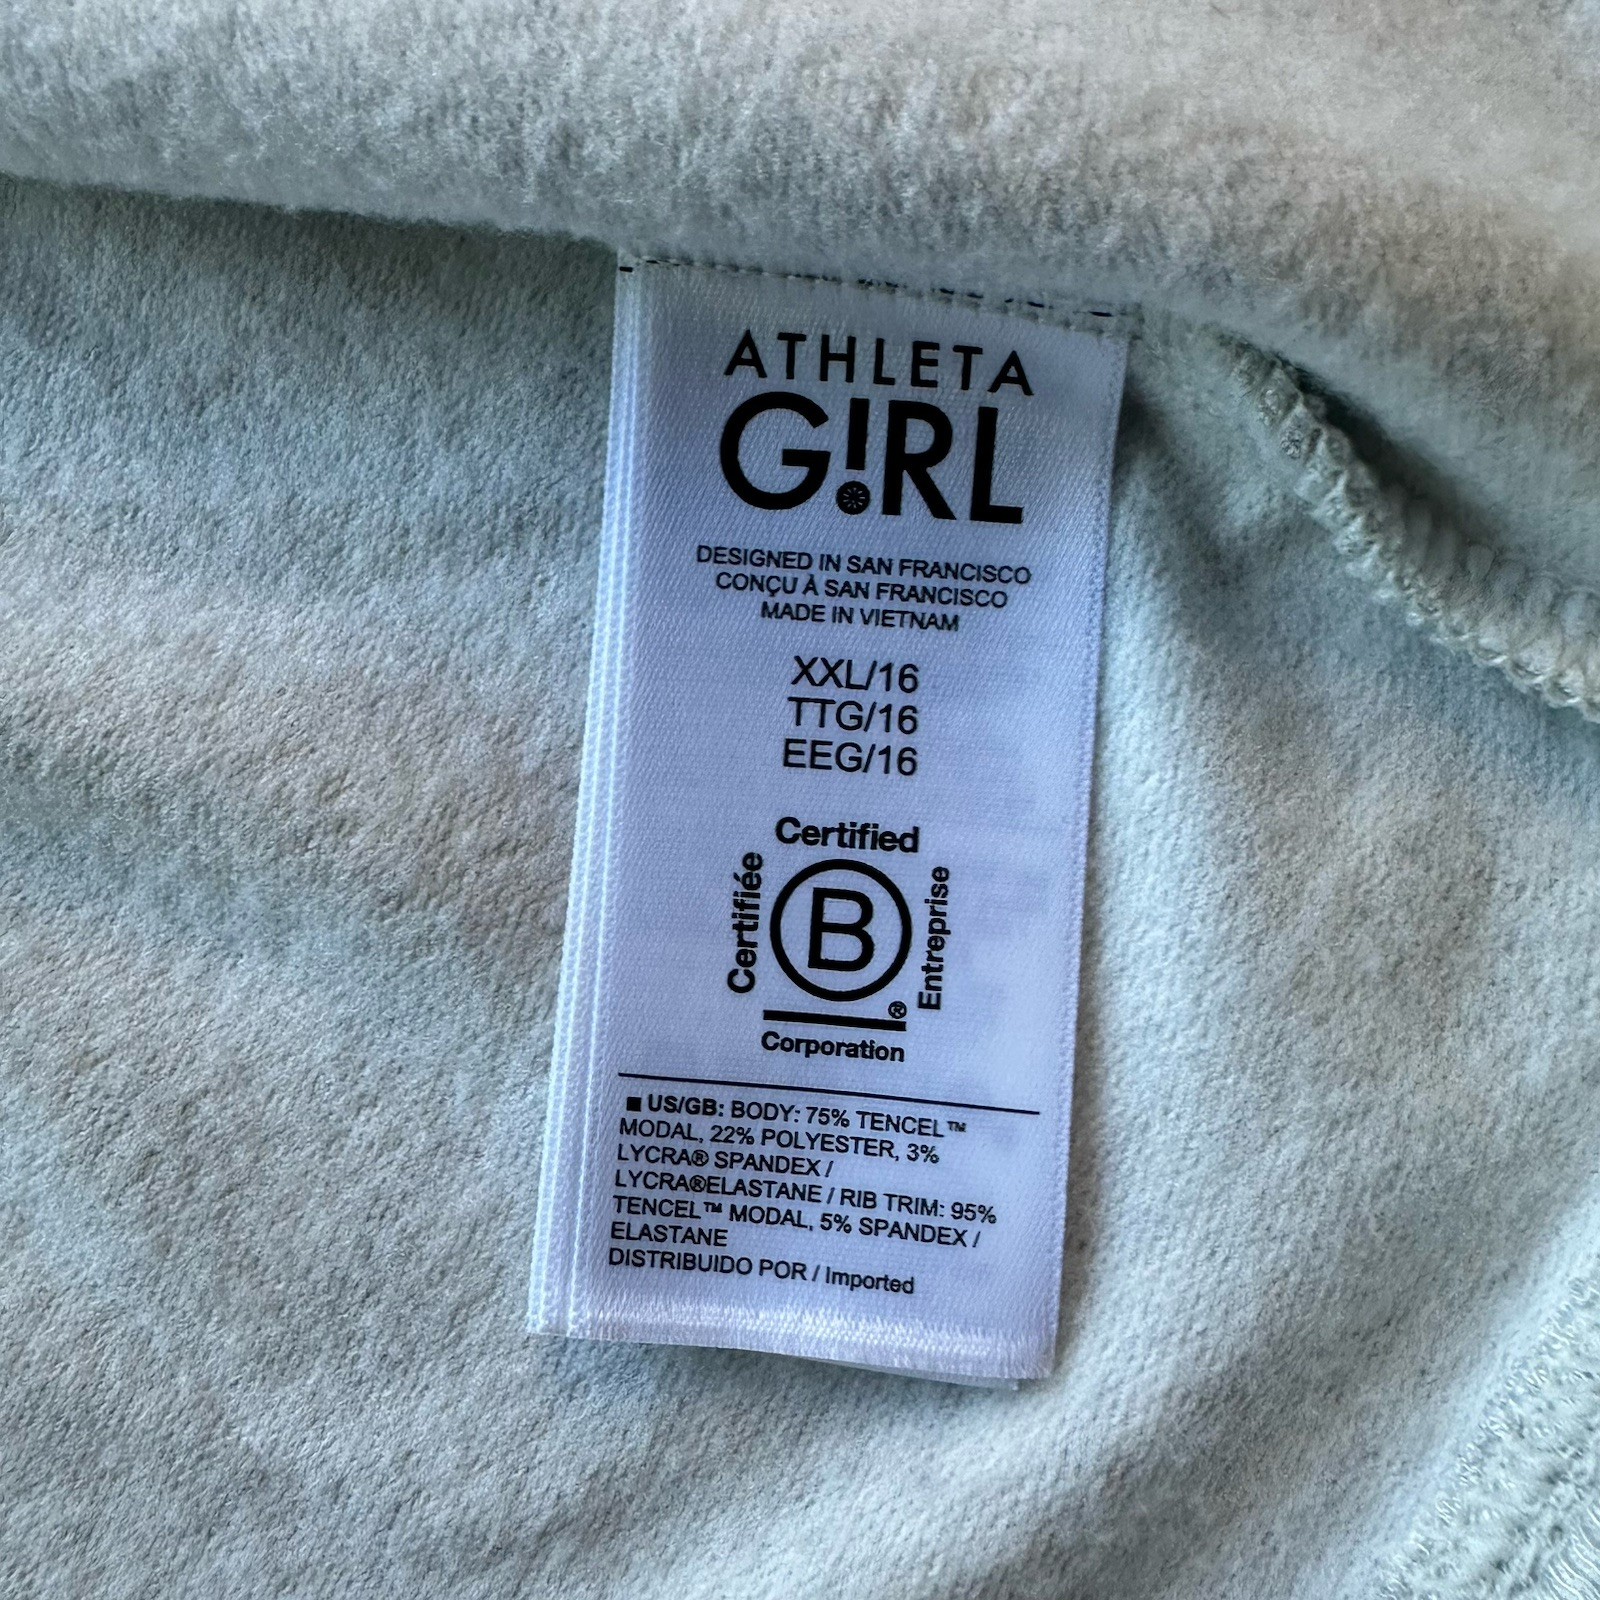 ATHLETA
G!RL
DESIGNED IN SAN FRANCISCO
CONÇU À SAN FRANCISCO
MADE IN VIETNAM
XXL/16
TTG/16
EEG/16
Certified
Certifiée
B
Entreprise
®
Corporation
■ US/GB: BODY: 75% TENCEL™
MODAL, 22% POLYESTER, 3%
LYCRA® SPANDEX /
LYCRA®ELASTANE / RIB TRIM: 95%
TENCEL™ MODAL, 5% SPANDEX /
ELASTANE
DISTRIBUIDO POR / Imported